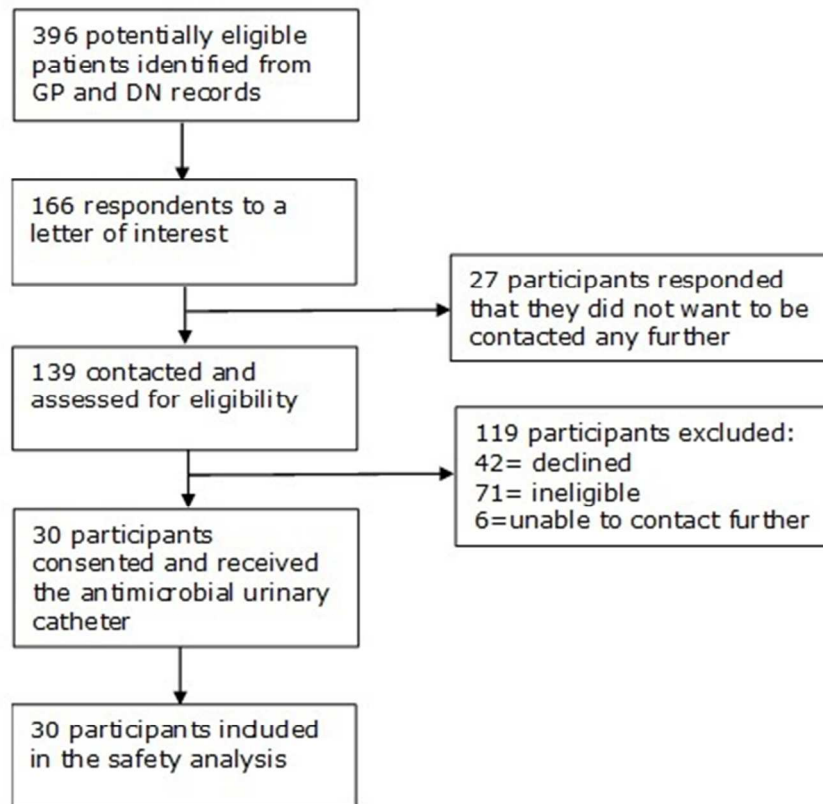 396 potentially eligible
patients identified from
GP and DN records
166 respondents to a
letter of interest
27 participants responded
that they did not want to be
contacted any further
139 contacted and
assessed for eligibility
119 participants excluded:
42= declined
71= ineligible
6=unable to contact further
30 participants
consented and received
the antimicrobial urinary
catheter
30 participants included
in the safety analysis